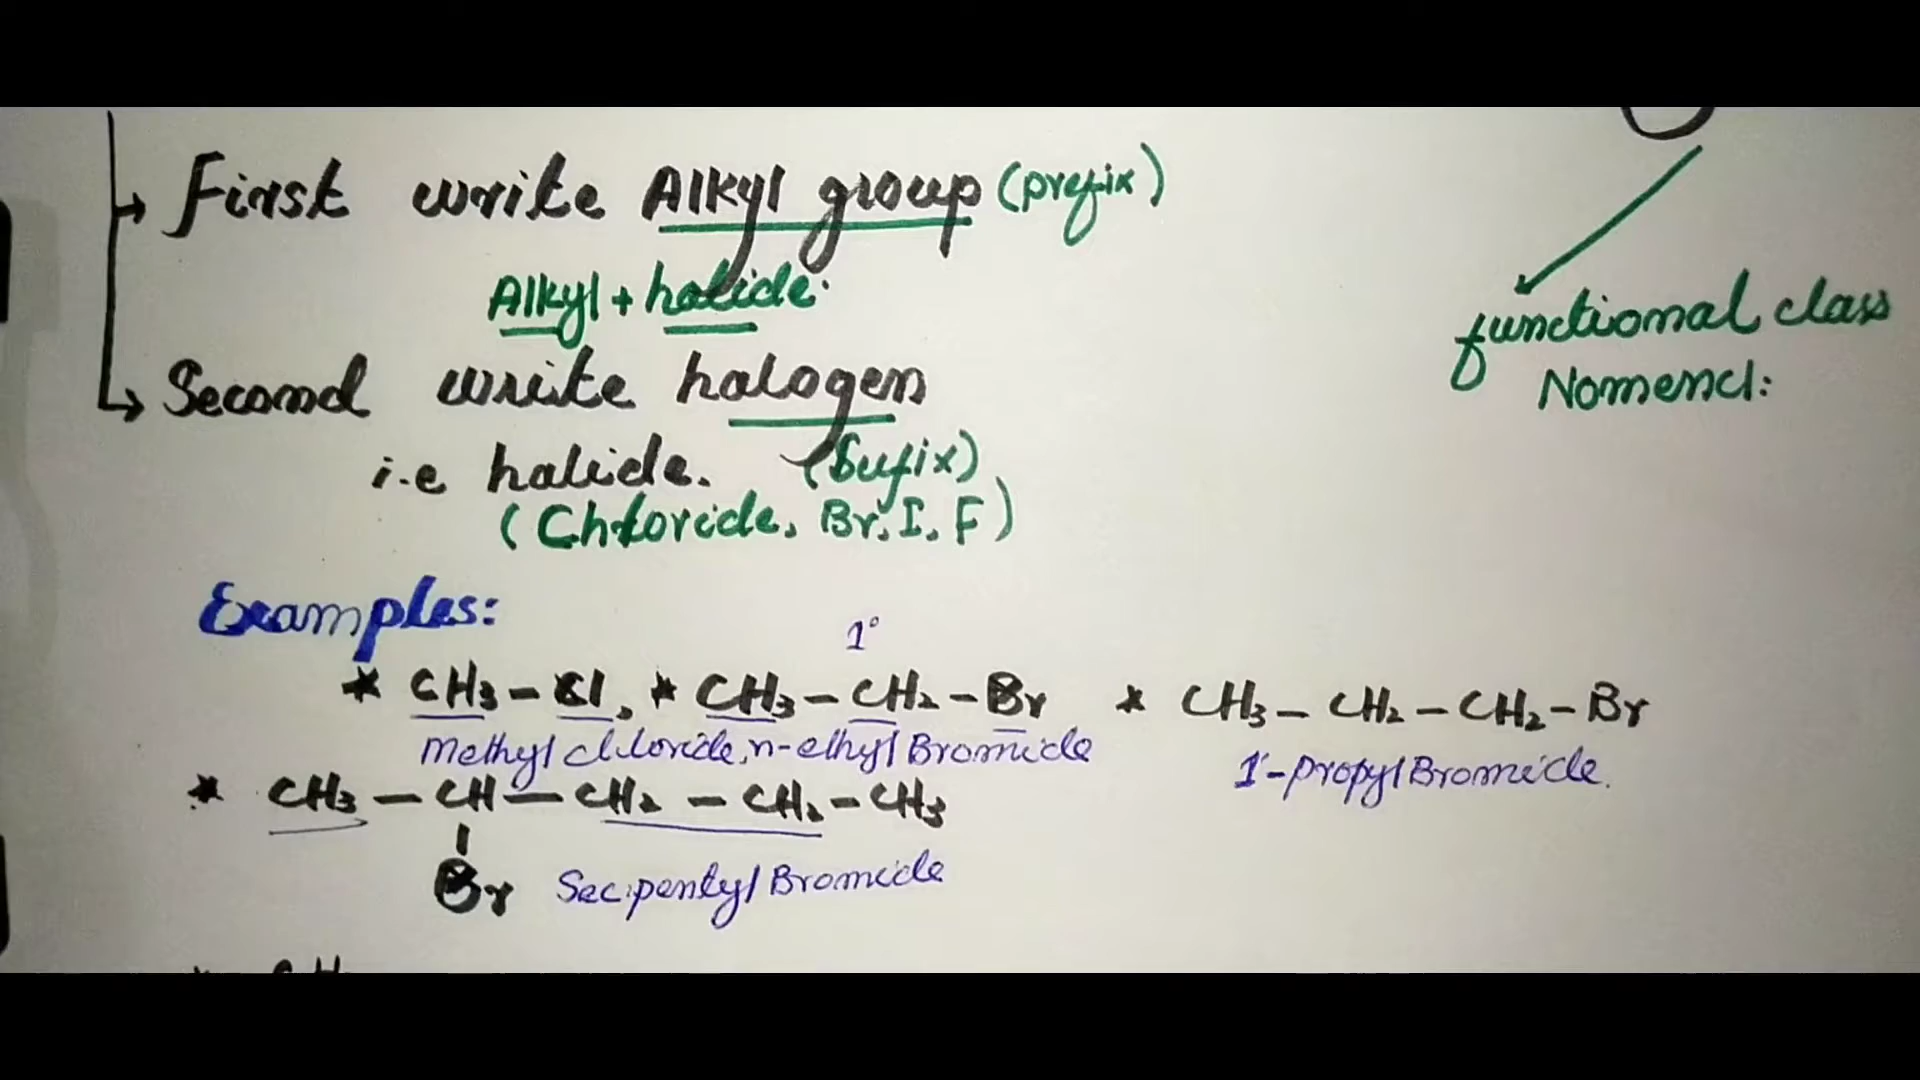 First write Alkyl group (prefix)
Alkyl + halide.
functional class
Nomencl:
Second write halogen
i.e halide. (Sufix)
(Chloride, Br, I, F)
Examples:
1°
* CH₃ – Cl, * CH₃ – CH₂ – Br * CH₃ – CH₂ – CH₂ – Br
Methyl chloride, n-ethyl Bromide
1°-propyl Bromide.
* CH₃ – CH – CH₂ – CH₂ – CH₃
Br Sec. pentyl Bromide